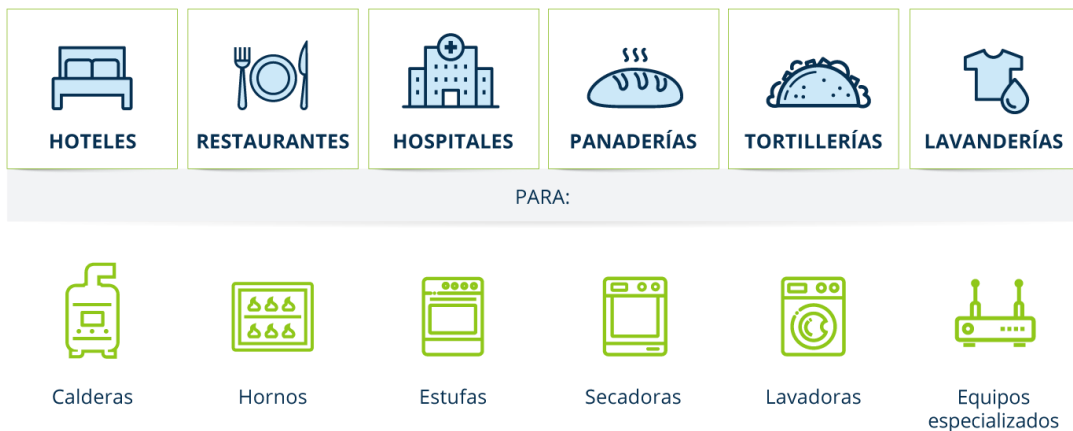 HOTELES
RESTAURANTES
HOSPITALES
PANADERÍAS
TORTILLERÍAS
LAVANDERÍAS
PARA:
Calderas
Hornos
Estufas
Secadoras
Lavadoras
Equipos
especializados